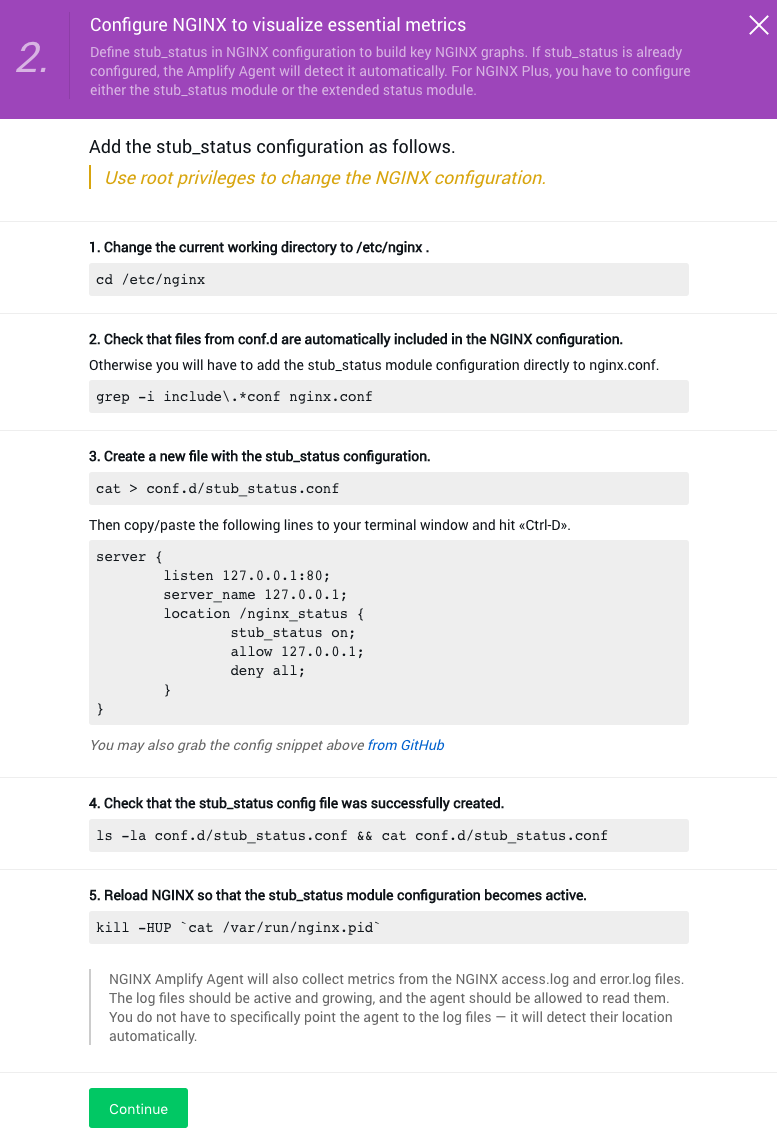 2.
Configure NGINX to visualize essential metrics
Define stub_status in NGINX configuration to build key NGINX graphs. If stub_status is already
configured, the Amplify Agent will detect it automatically. For NGINX Plus, you have to configure
either the stub_status module or the extended status module.
Add the stub_status configuration as follows.
Use root privileges to change the NGINX configuration.
1. Change the current working directory to /etc/nginx .
cd /etc/nginx
2. Check that files from conf.d are automatically included in the NGINX configuration.
Otherwise you will have to add the stub_status module configuration directly to nginx.conf.
grep -i include\.*conf nginx.conf
3. Create a new file with the stub_status configuration.
cat > conf.d/stub_status.conf
Then copy/paste the following lines to your terminal window and hit «Ctrl-D».
server {
        listen 127.0.0.1:80;
        server_name 127.0.0.1;
        location /nginx_status {
                stub_status on;
                allow 127.0.0.1;
                deny all;
        }
}
You may also grab the config snippet above from GitHub
4. Check that the stub_status config file was successfully created.
ls -la conf.d/stub_status.conf && cat conf.d/stub_status.conf
5. Reload NGINX so that the stub_status module configuration becomes active.
kill -HUP `cat /var/run/nginx.pid`
NGINX Amplify Agent will also collect metrics from the NGINX access.log and error.log files.
The log files should be active and growing, and the agent should be allowed to read them.
You do not have to specifically point the agent to the log files — it will detect their location
automatically.
Continue